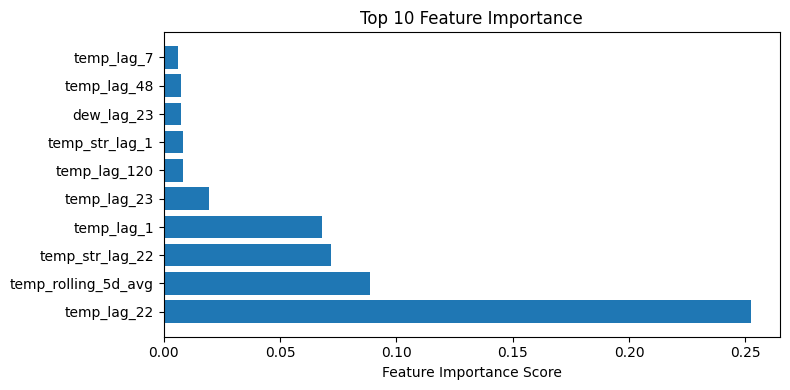 Top 10 Feature Importance
temp_lag_7
temp_lag_48
dew_lag_23
temp_str_lag_1
temp_lag_120
temp_lag_23
temp_lag_1
temp_str_lag_22
temp_rolling_5d_avg
temp_lag_22
0.00 0.05 0.10 0.15 0.20 0.25
Feature Importance Score